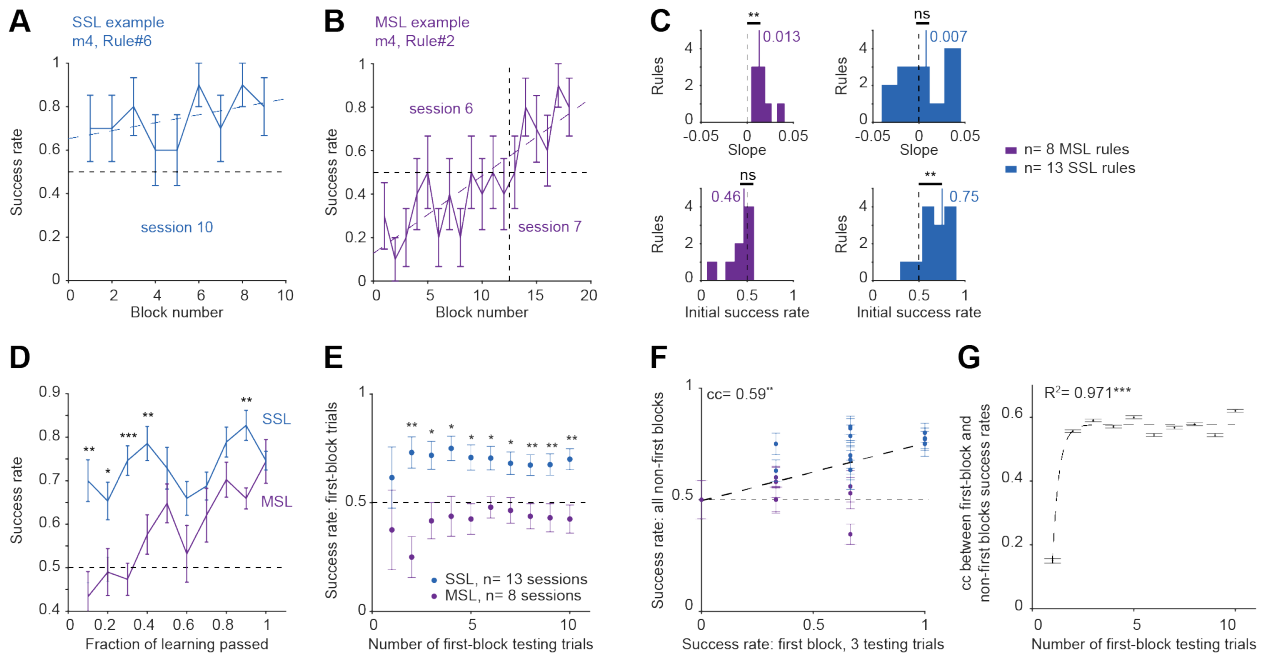 A
SSL example
m4, Rule#6
Success rate
1
0.8
0.6
0.4
0.2
0
session 10
0 2 4 6 8 10
Block number
B
MSL example
m4, Rule#2
Success rate
1
0.8
0.6
0.4
0.2
0
session 6
session 7
0 5 10 15 20
Block number
C
**
0.013
Rules
4
2
0
-0.05 0 0.05
Slope
ns
0.007
Rules
4
2
0
-0.05 0 0.05
Slope
n= 8 MSL rules
n= 13 SSL rules
ns
0.46
Rules
4
2
0
0 0.5 1
Initial success rate
**
0.75
Rules
4
2
0
0 0.5 1
Initial success rate
D
Success rate
0.9
0.8
0.7
0.6
0.5
0.4
** * *** ** **
SSL
MSL
0 0.2 0.4 0.6 0.8 1
Fraction of learning passed
E
Success rate: first-block trials
1
0.5
0
** * * * * * ** ** **
SSL, n= 13 sessions
MSL, n= 8 sessions
0 5 10
Number of first-block testing trials
F
Success rate: all non-first blocks
1
0.5
0
cc= 0.59**
0 0.5 1
Success rate: first block, 3 testing trials
G
cc between first-block and
non-first blocks success rates
0.6
0.4
0.2
0
R2= 0.971***
0 5 10
Number of first-block testing trials